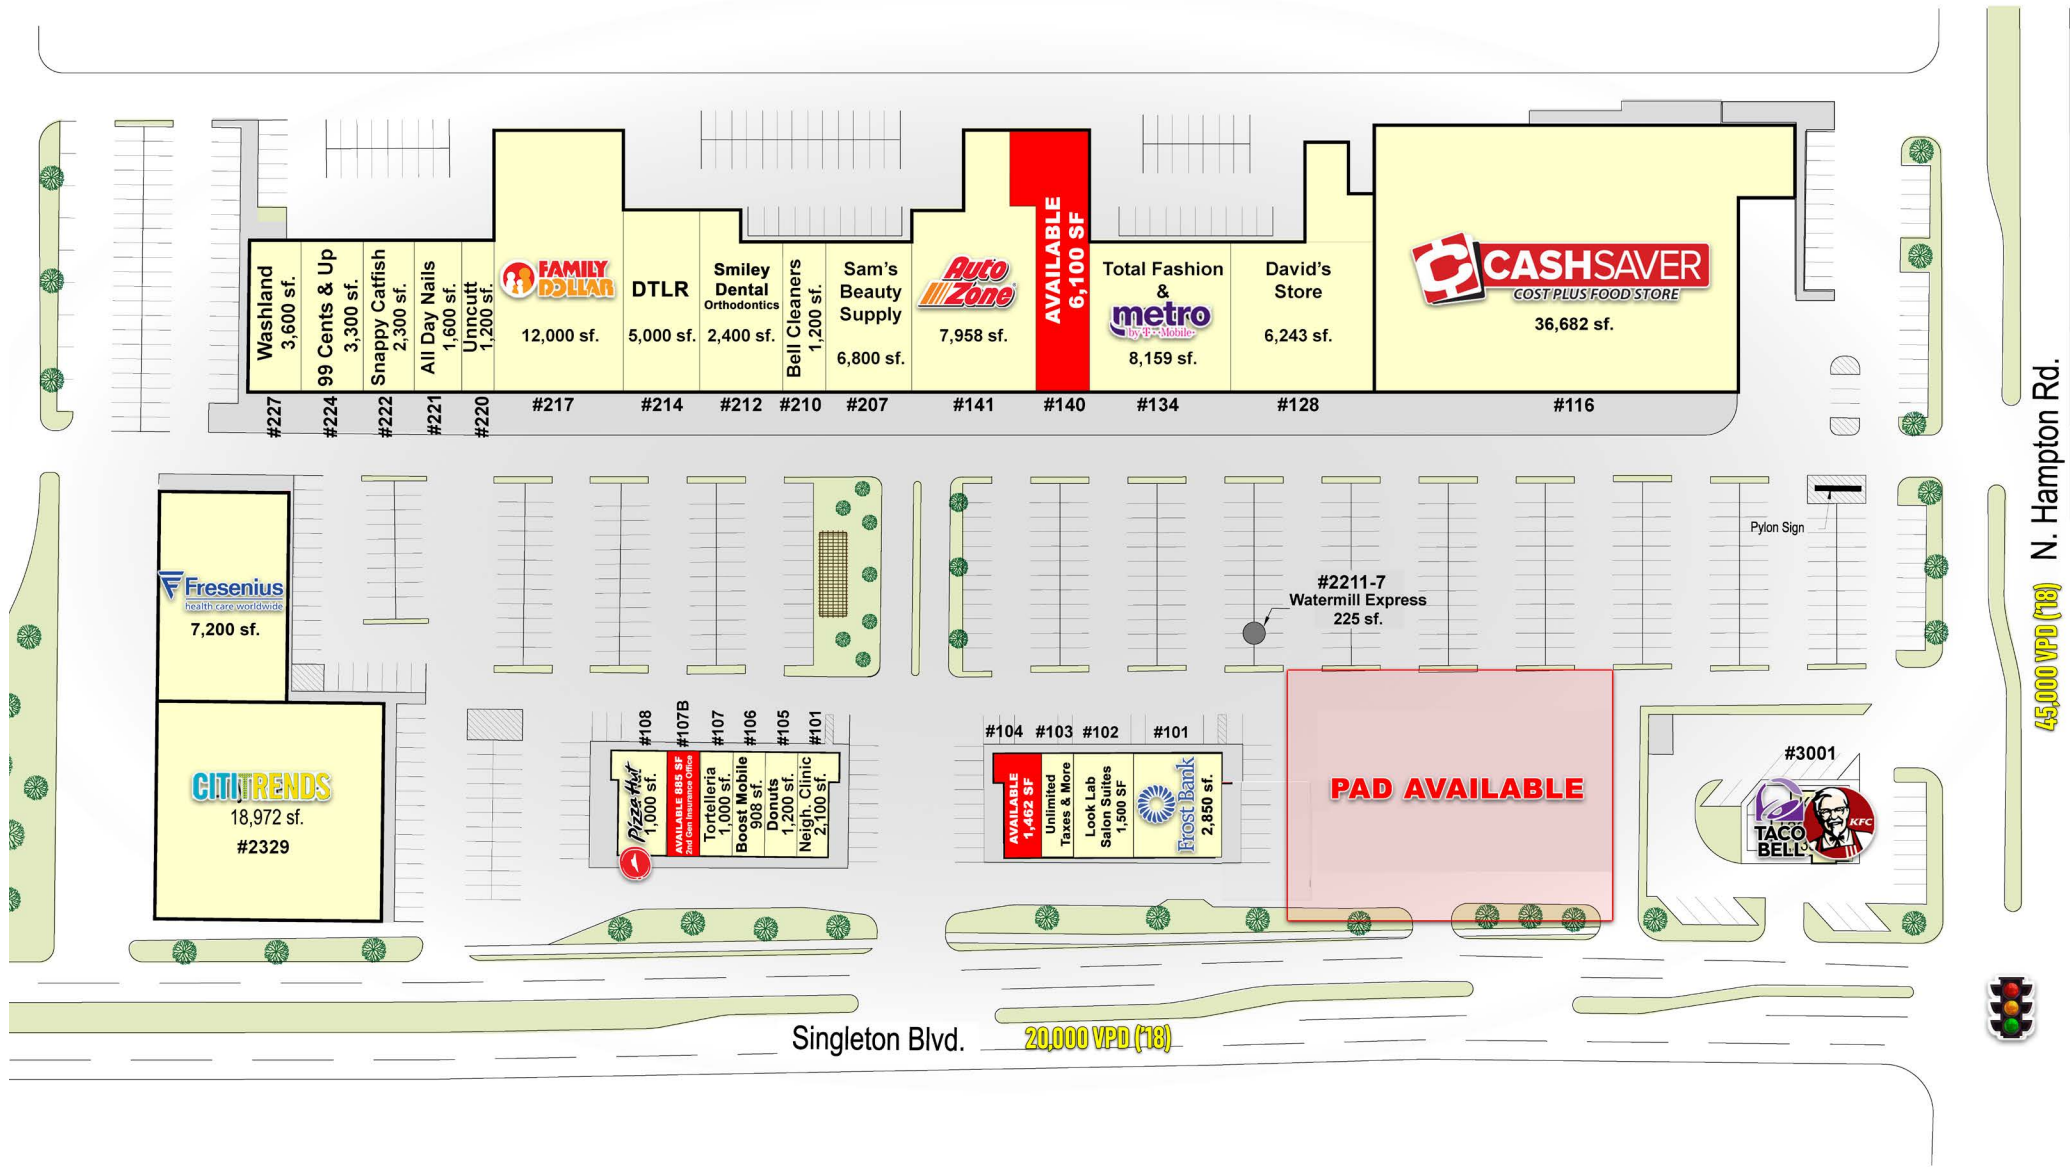 Washland
3,600 sf.
99 Cents & Up
3,300 sf.
Snappy Catfish
2,300 sf.
All Day Nails
1,600 sf.
Unncutt
1,200 sf.
FAMILY
DOLLAR
12,000 sf.
DTLR
5,000 sf.
Smiley
Dental
Orthodontics
2,400 sf.
Bell Cleaners
1,200 sf.
Sam's
Beauty
Supply
6,800 sf.
Auto
Zone
7,958 sf.
AVAILABLE
6,100 SF
Total Fashion
&
metro
by T-Mobile
8,159 sf.
David's
Store
6,243 sf.
CASHSAVER
COST PLUS FOOD STORE
36,682 sf.
#227
#224
#222
#221
#220
#217
#214
#212
#210
#207
#141
#140
#134
#128
#116
N. Hampton Rd.
45,000 VPD ('18)
Pylon Sign
Fresenius
health care worldwide
7,200 sf.
#2211-7
Watermill Express
225 sf.
CITITRENDS
18,972 sf.
#2329
#108
#107B
#107
#106
#105
#101
Pizza Hut
1,000 sf.
AVAILABLE 885 SF
2nd Gen Insurance Office
Tortelleria
1,000 sf.
Boost Mobile
908 sf.
Donuts
1,200 sf.
Neigh. Clinic
2,100 sf.
#104
#103
#102
#101
AVAILABLE
1,462 SF
Unlimited
Taxes & More
Look Lab
Salon Suites
1,500 SF
Frost Bank
2,850 sf.
PAD AVAILABLE
#3001
TACO
BELL
KFC
Singleton Blvd.
20,000 VPD ('18)